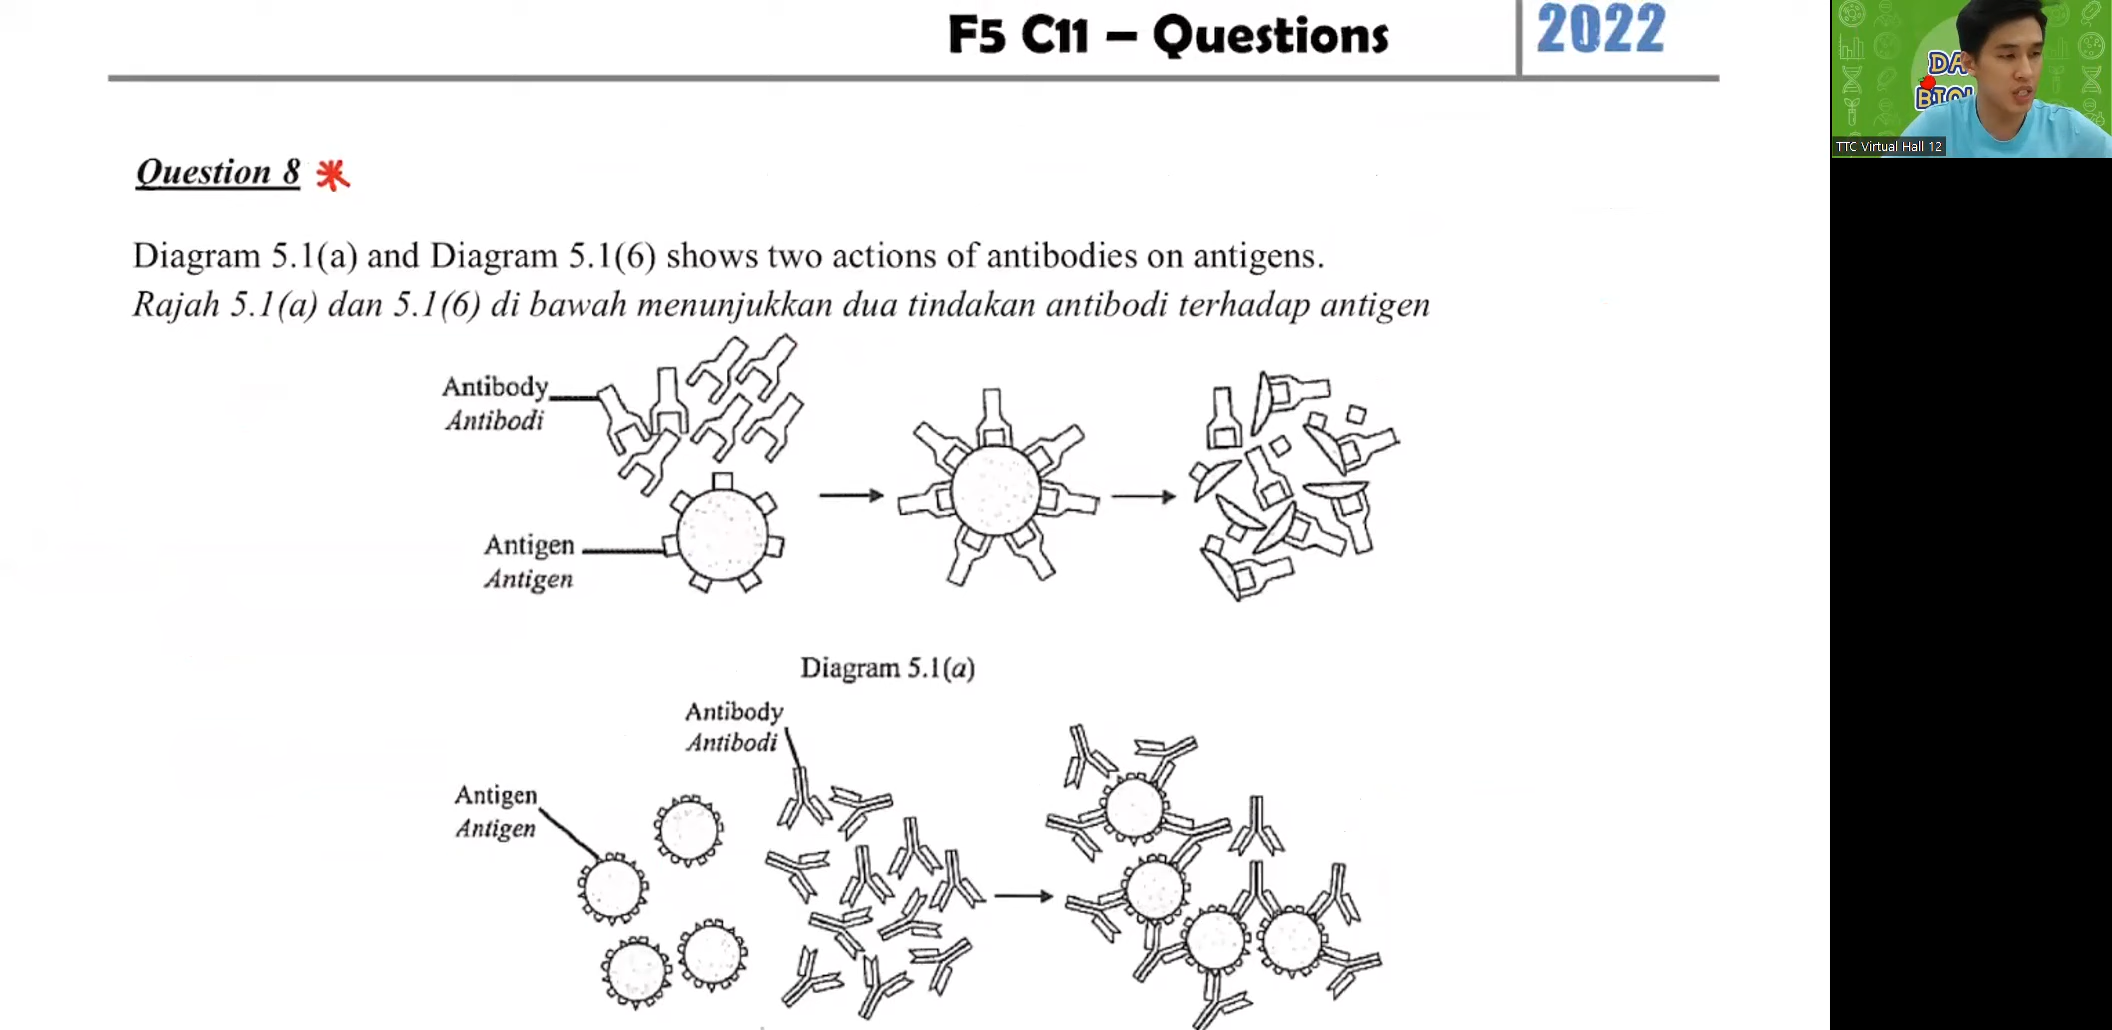 F5 C11 – Questions
2022
DA
BIO
TTC Virtual Hall 12
Question 8
Diagram 5.1(a) and Diagram 5.1(6) shows two actions of antibodies on antigens.
Rajah 5.1(a) dan 5.1(6) di bawah menunjukkan dua tindakan antibodi terhadap antigen
Antibody
Antibodi
Antigen
Antigen
Diagram 5.1(a)
Antibody
Antibodi
Antigen
Antigen